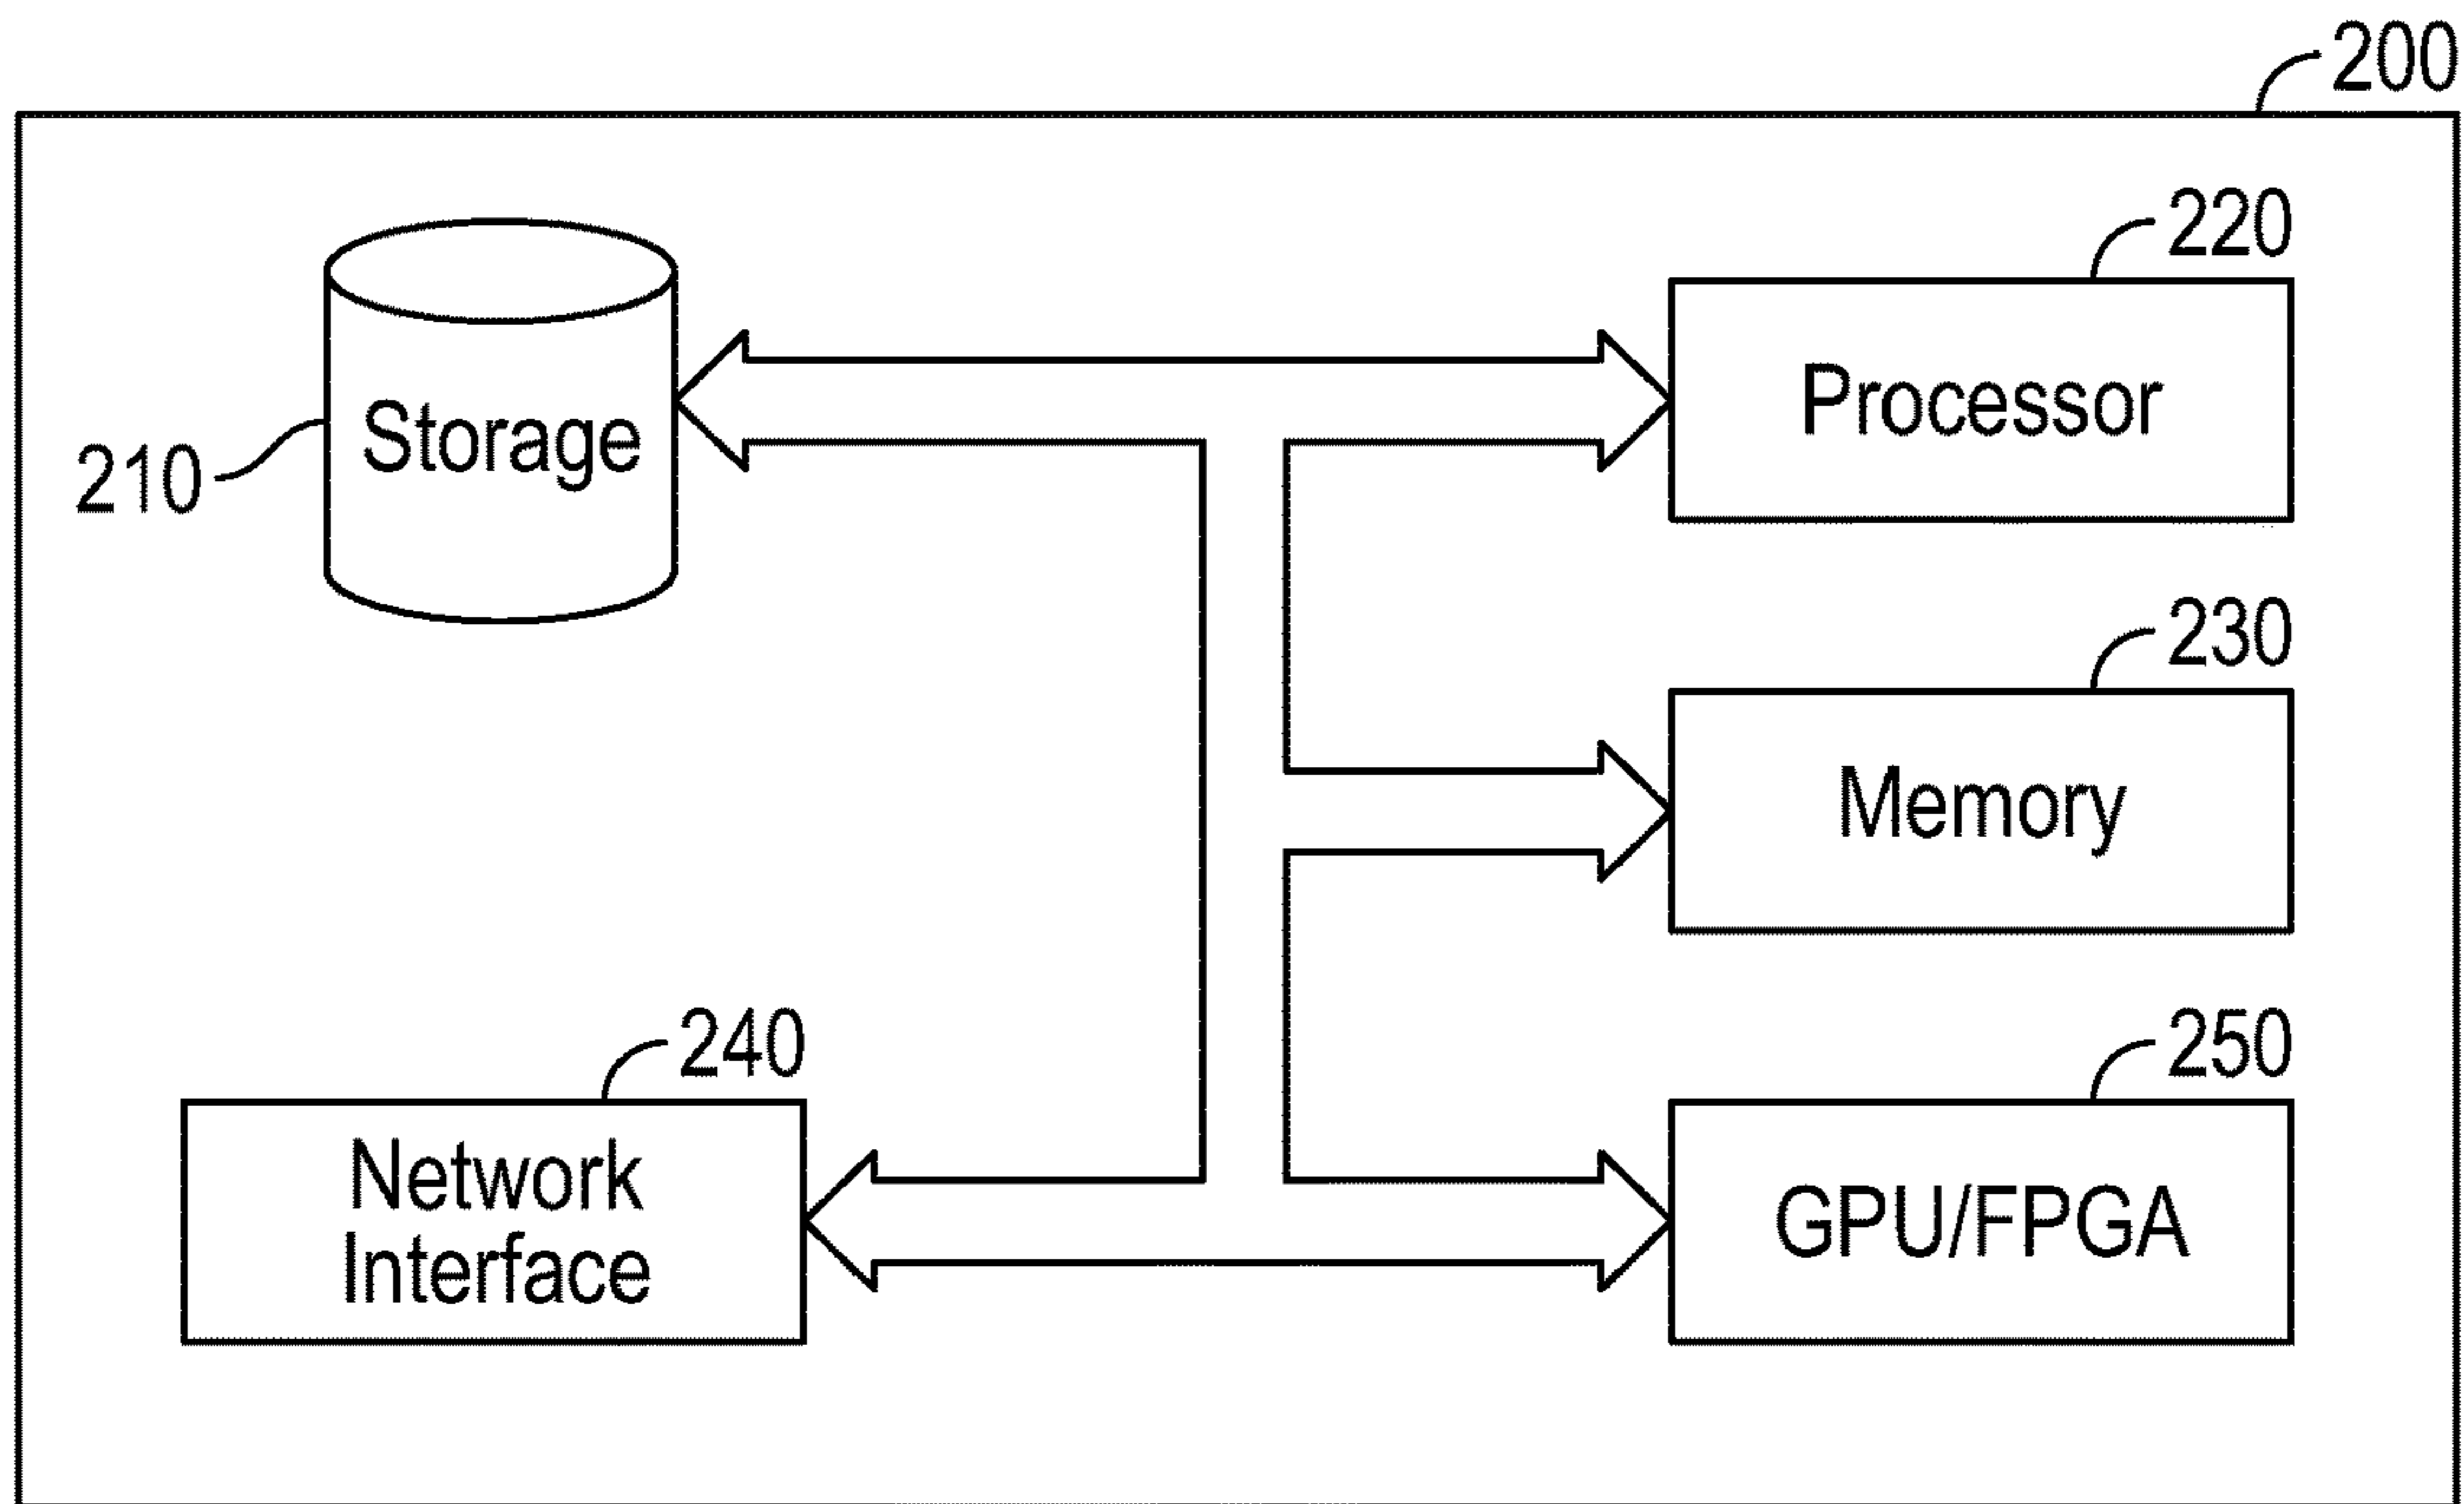 200
220
Processor
210
Storage
230
Memory
240
Network
Interface
250
GPU/FPGA